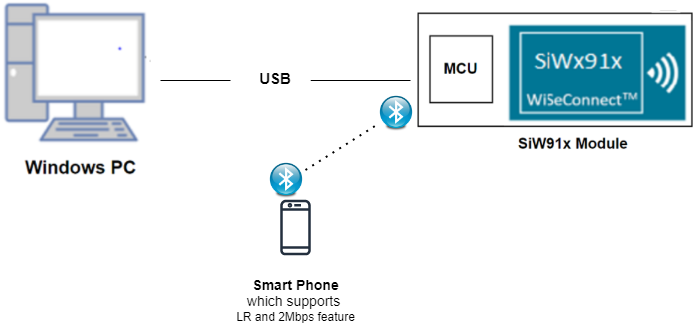 MCU
SiWx91x
WiSeConnect™
USB
SiW91x Module
Windows PC
Smart Phone
which supports
LR and 2Mbps feature